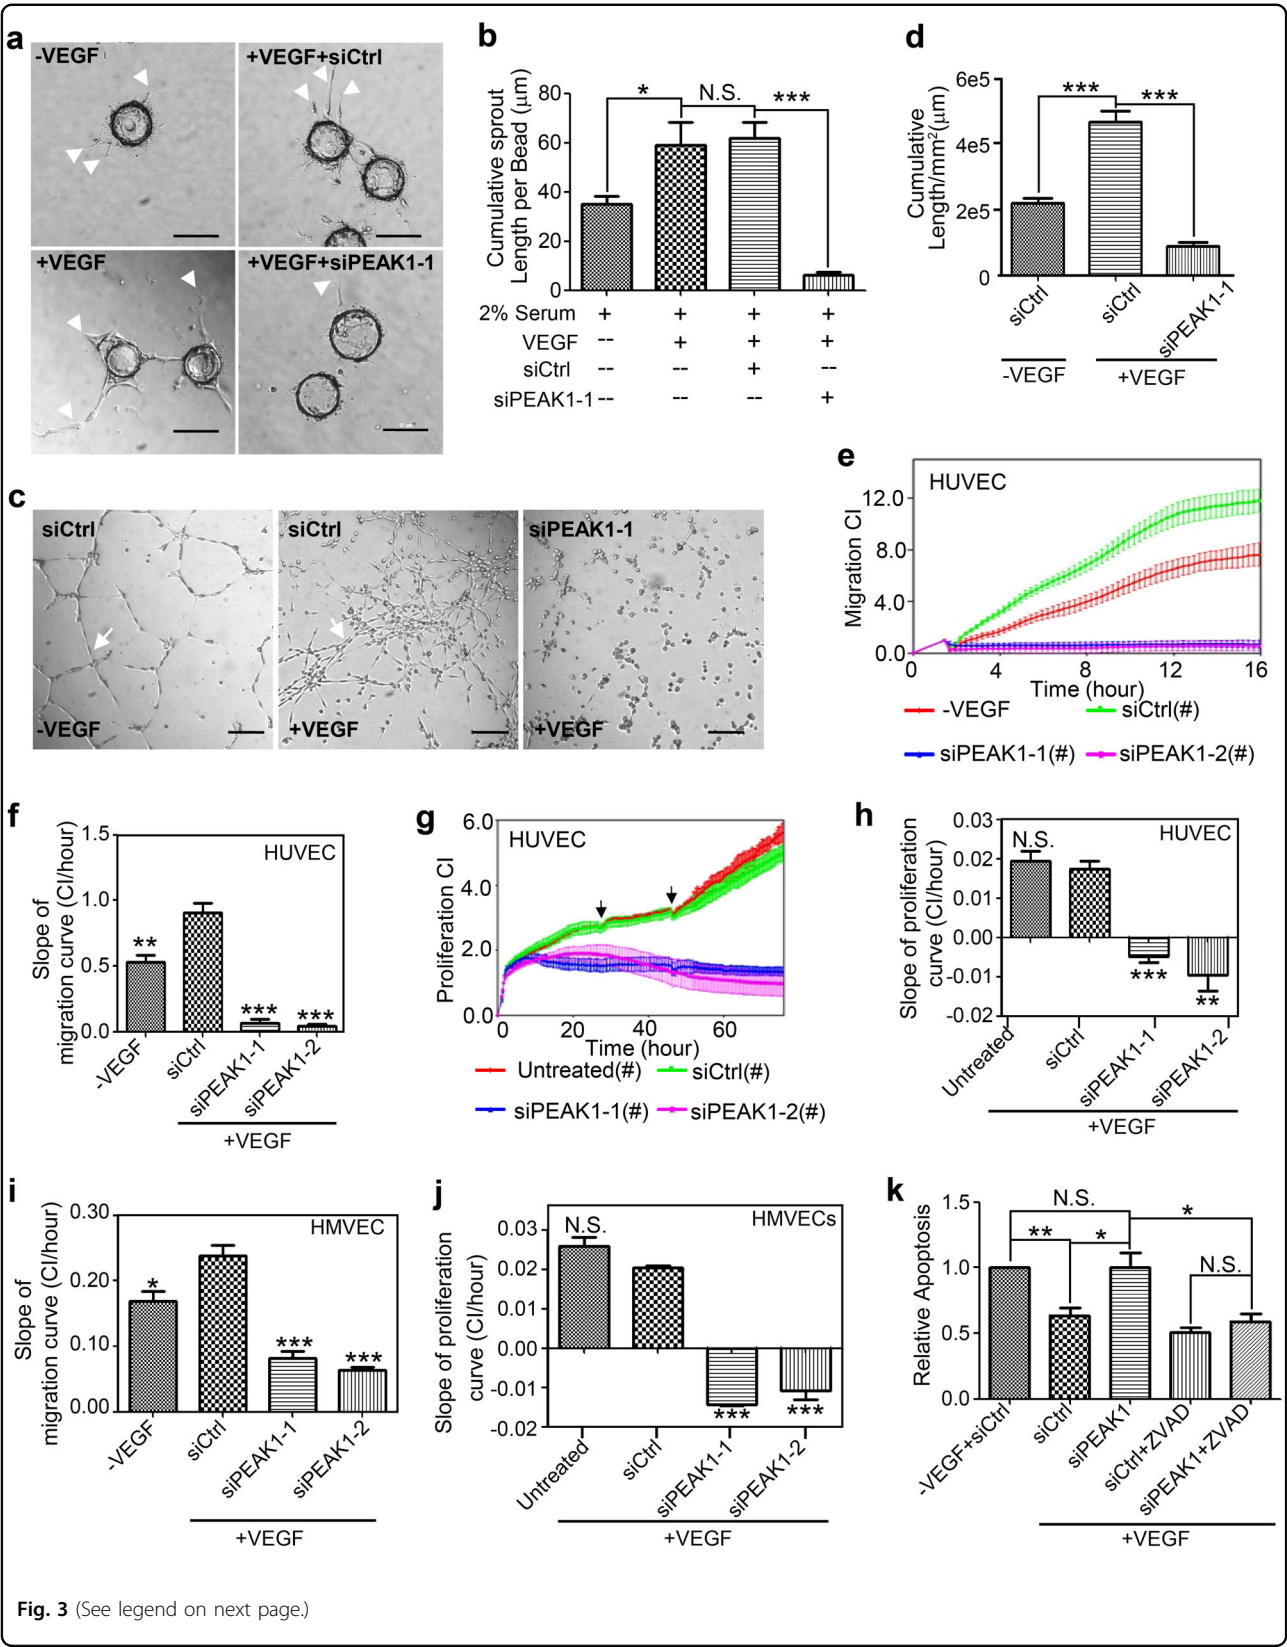 a
-VEGF
+VEGF+siCtrl
+VEGF
+VEGF+siPEAK1-1
b
Cumulative sprout
Length per Bead (μm)
80
60
40
20
0
*
N.S.
***
2% Serum + + + +
VEGF -- + + +
siCtrl -- -- + --
siPEAK1-1 -- -- -- +
d
Cumulative
Length/mm²(μm)
6e5
4e5
2e5
0
***
***
siCtrl
siCtrl
siPEAK1-1
-VEGF
+VEGF
c
siCtrl
-VEGF
siCtrl
+VEGF
siPEAK1-1
+VEGF
e
HUVEC
Migration CI
12.0
8.0
4.0
0.0
0 4 8 12 16
Time (hour)
-VEGF siCtrl(#)
siPEAK1-1(#) siPEAK1-2(#)
f
HUVEC
Slope of
migration curve (CI/hour)
1.5
1.0
0.5
0.0
**
***
***
-VEGF
siCtrl
siPEAK1-1
siPEAK1-2
+VEGF
g
HUVEC
Proliferation CI
6.0
4.0
2.0
0.0
0 20 40 60
Time (hour)
Untreated(#) siCtrl(#)
siPEAK1-1(#) siPEAK1-2(#)
h
HUVEC
Slope of proliferation
curve (CI/hour)
0.03
0.02
0.01
0.00
-0.01
-0.02
N.S.
***
**
Untreated
siCtrl
siPEAK1-1
siPEAK1-2
+VEGF
i
HMVEC
Slope of
migration curve (CI/hour)
0.30
0.20
0.10
0.00
*
***
***
-VEGF
siCtrl
siPEAK1-1
siPEAK1-2
+VEGF
j
HMVECs
Slope of proliferation
curve (CI/hour)
0.03
0.02
0.01
0.00
-0.01
-0.02
N.S.
***
***
Untreated
siCtrl
siPEAK1-1
siPEAK1-2
+VEGF
k
Relative Apoptosis
1.5
1.0
0.5
0.0
N.S.
**
*
*
N.S.
-VEGF+siCtrl
siCtrl
siPEAK1
siCtrl+ZVAD
siPEAK1+ZVAD
+VEGF
Fig. 3 (See legend on next page.)